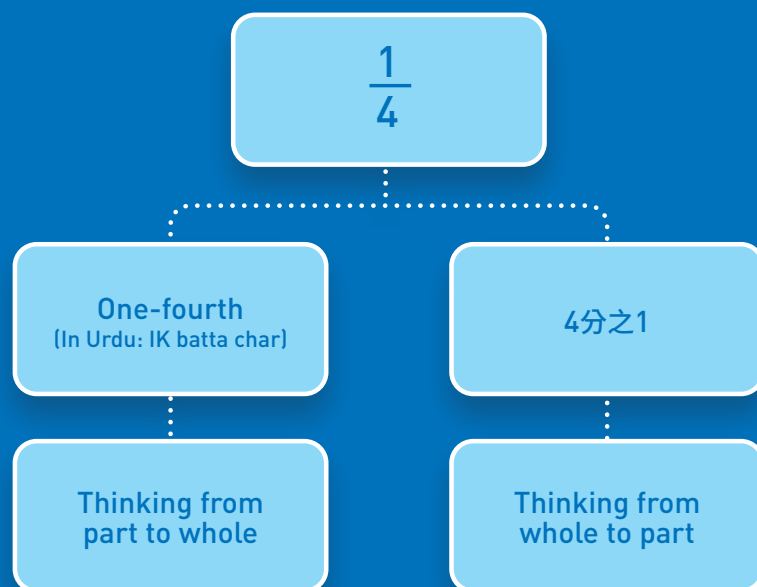 1
4
One-fourth
(In Urdu: IK batta char)
4分之1
Thinking from
part to whole
Thinking from
whole to part